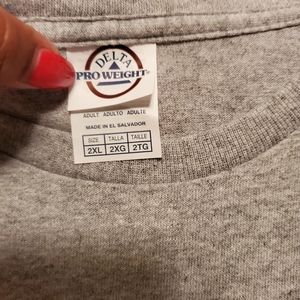 DELTA
PRO WEIGHT
ADULT ADULTO ADULTE
MADE IN EL SALVADOR
SIZE TALLA TAILLE
2XL 2XG 2TG